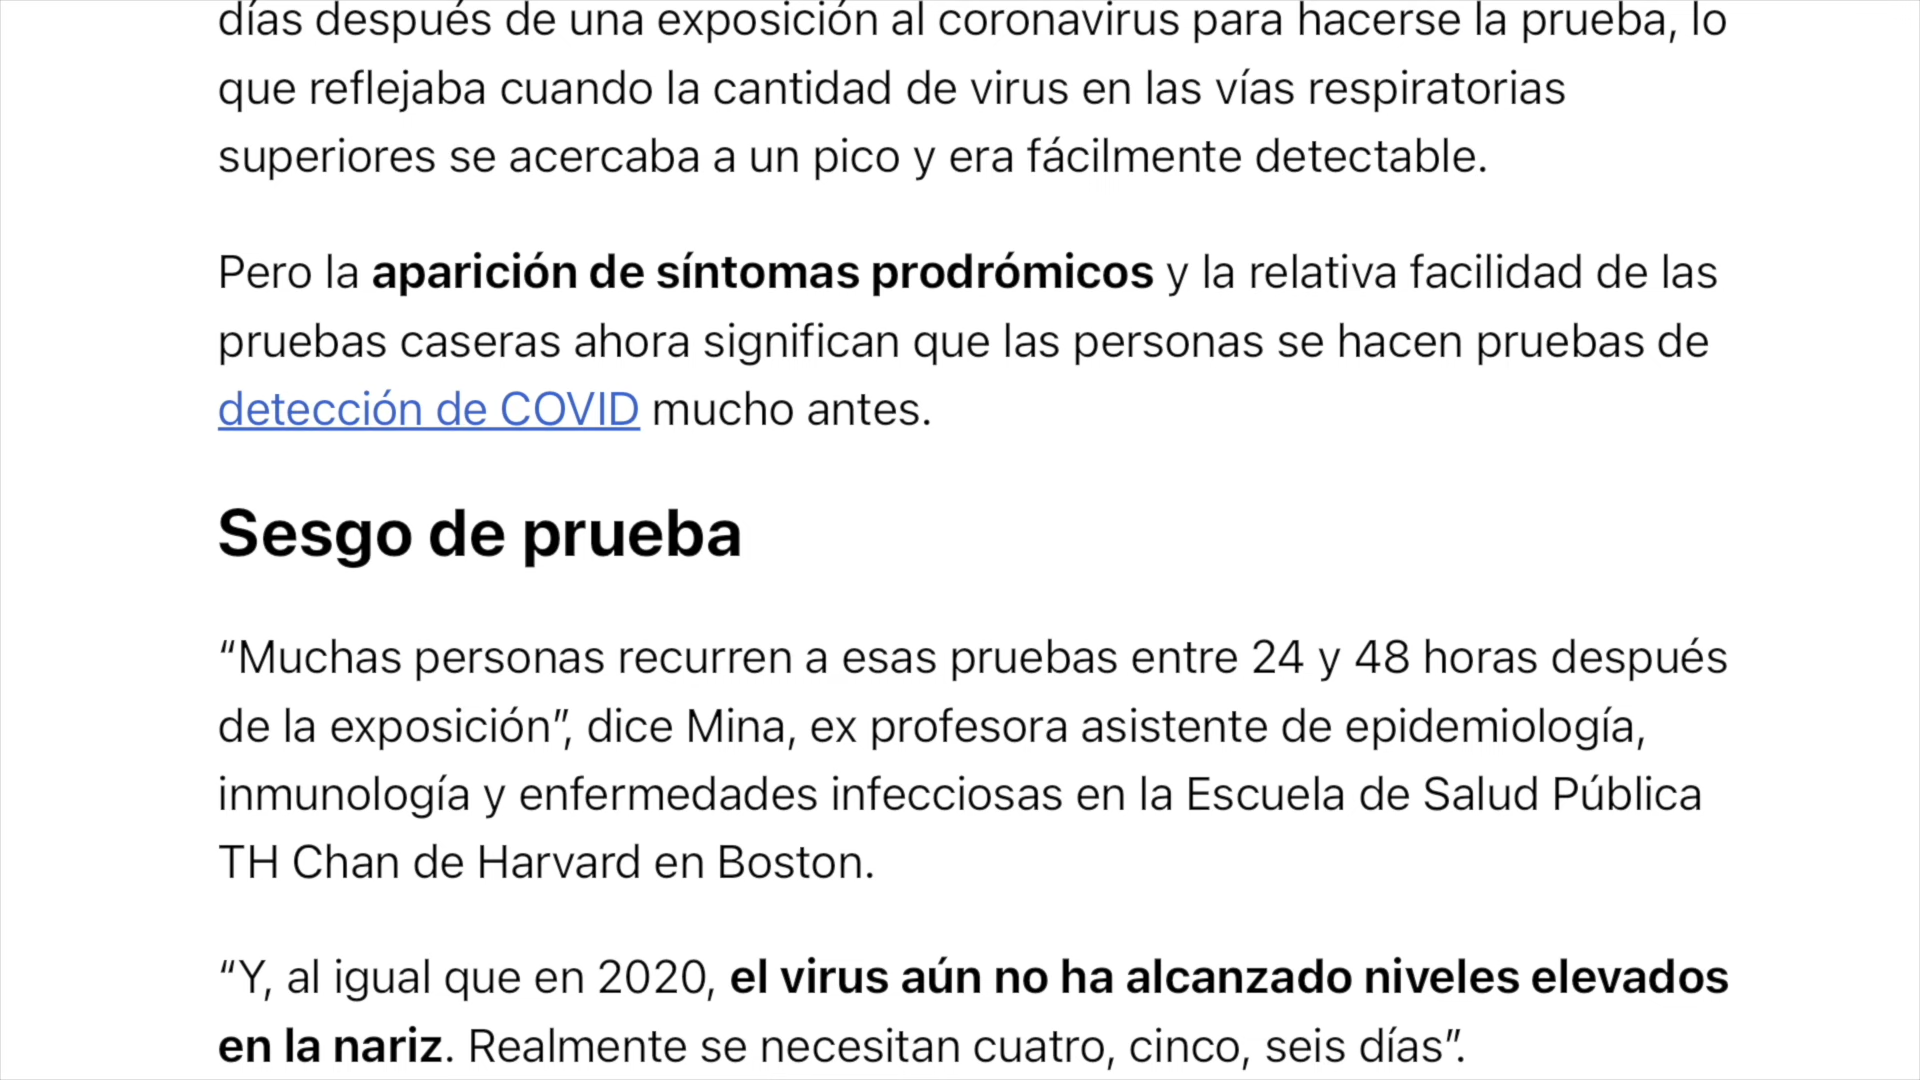 días después de una exposición al coronavirus para hacerse la prueba, lo
que reflejaba cuando la cantidad de virus en las vías respiratorias
superiores se acercaba a un pico y era fácilmente detectable.
Pero la aparición de síntomas prodrómicos y la relativa facilidad de las
pruebas caseras ahora significan que las personas se hacen pruebas de
detección de COVID mucho antes.
Sesgo de prueba
“Muchas personas recurren a esas pruebas entre 24 y 48 horas después
de la exposición”, dice Mina, ex profesora asistente de epidemiología,
inmunología y enfermedades infecciosas en la Escuela de Salud Pública
TH Chan de Harvard en Boston.
“Y, al igual que en 2020, el virus aún no ha alcanzado niveles elevados
en la nariz. Realmente se necesitan cuatro, cinco, seis días”.